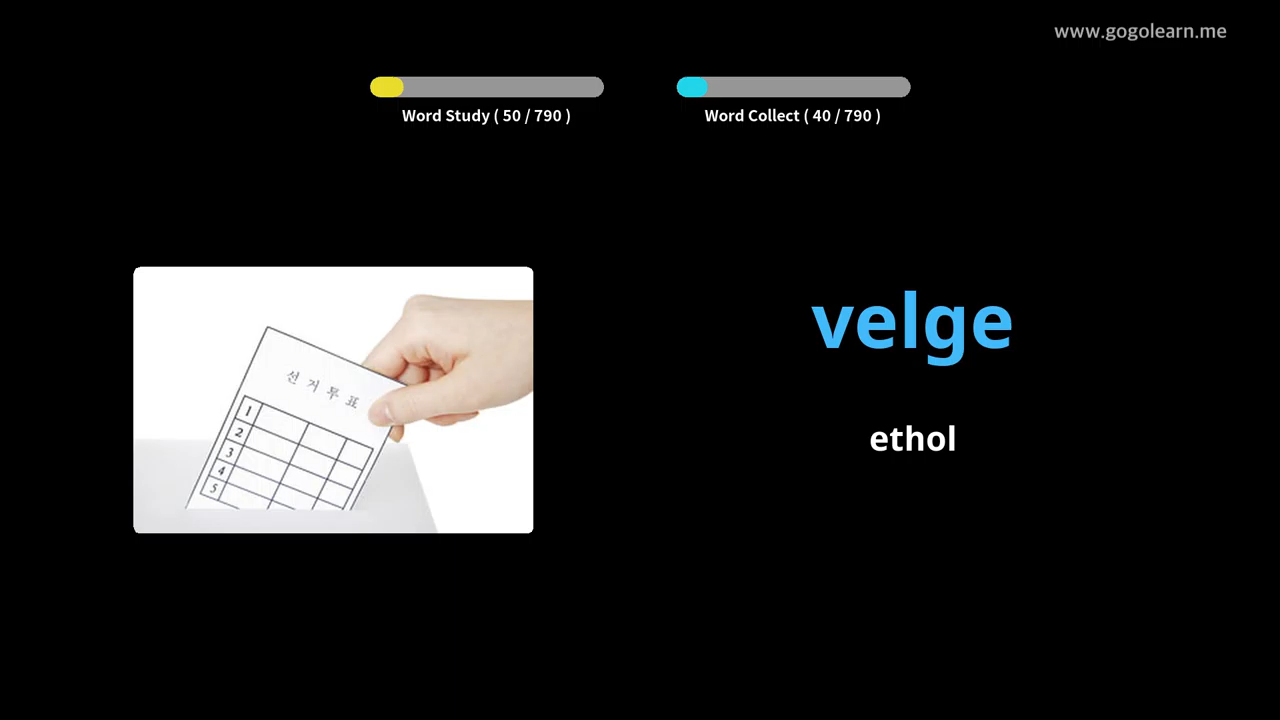 www.gogolearn.me
Word Study ( 50 / 790 )
Word Collect ( 40 / 790 )
선거투표
1
2
3
4
5
velge
ethol